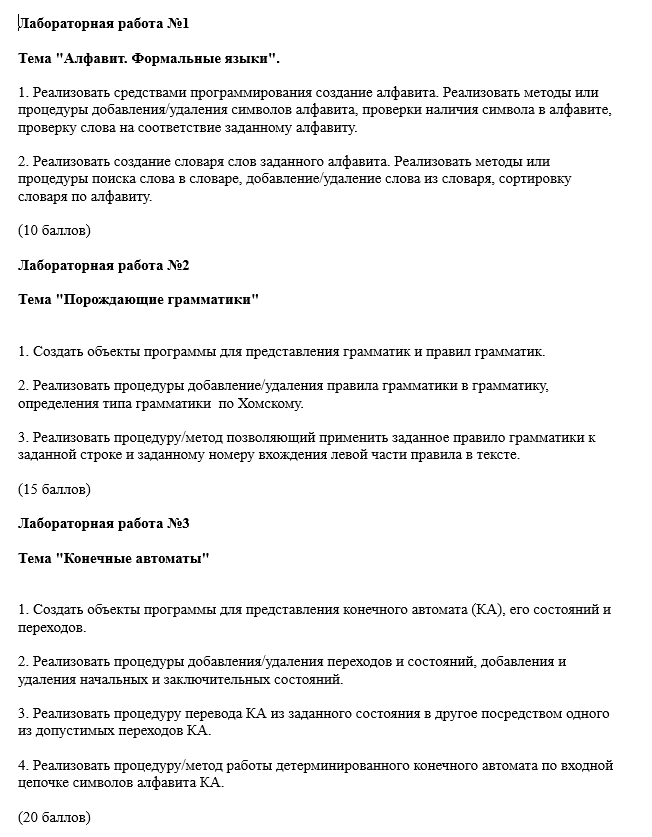 Лабораторная работа №1
Тема "Алфавит. Формальные языки".
1. Реализовать средствами программирования создание алфавита. Реализовать методы или
процедуры добавления/удаления символов алфавита, проверки наличия символа в алфавите,
проверку слова на соответствие заданному алфавиту.
2. Реализовать создание словаря слов заданного алфавита. Реализовать методы или
процедуры поиска слова в словаре, добавление/удаление слова из словаря, сортировку
словаря по алфавиту.
(10 баллов)
Лабораторная работа №2
Тема "Порождающие грамматики"
1. Создать объекты программы для представления грамматик и правил грамматик.
2. Реализовать процедуры добавление/удаления правила грамматики в грамматику,
определения типа грамматики  по Хомскому.
3. Реализовать процедуру/метод позволяющий применить заданное правило грамматики к
заданной строке и заданному номеру вхождения левой части правила в тексте.
(15 баллов)
Лабораторная работа №3
Тема "Конечные автоматы"
1. Создать объекты программы для представления конечного автомата (КА), его состояний и
переходов.
2. Реализовать процедуры добавления/удаления переходов и состояний, добавления и
удаления начальных и заключительных состояний.
3. Реализовать процедуру перевода КА из заданного состояния в другое посредством одного
из допустимых переходов КА.
4. Реализовать процедуру/метод работы детерминированного конечного автомата по входной
цепочке символов алфавита КА.
(20 баллов)